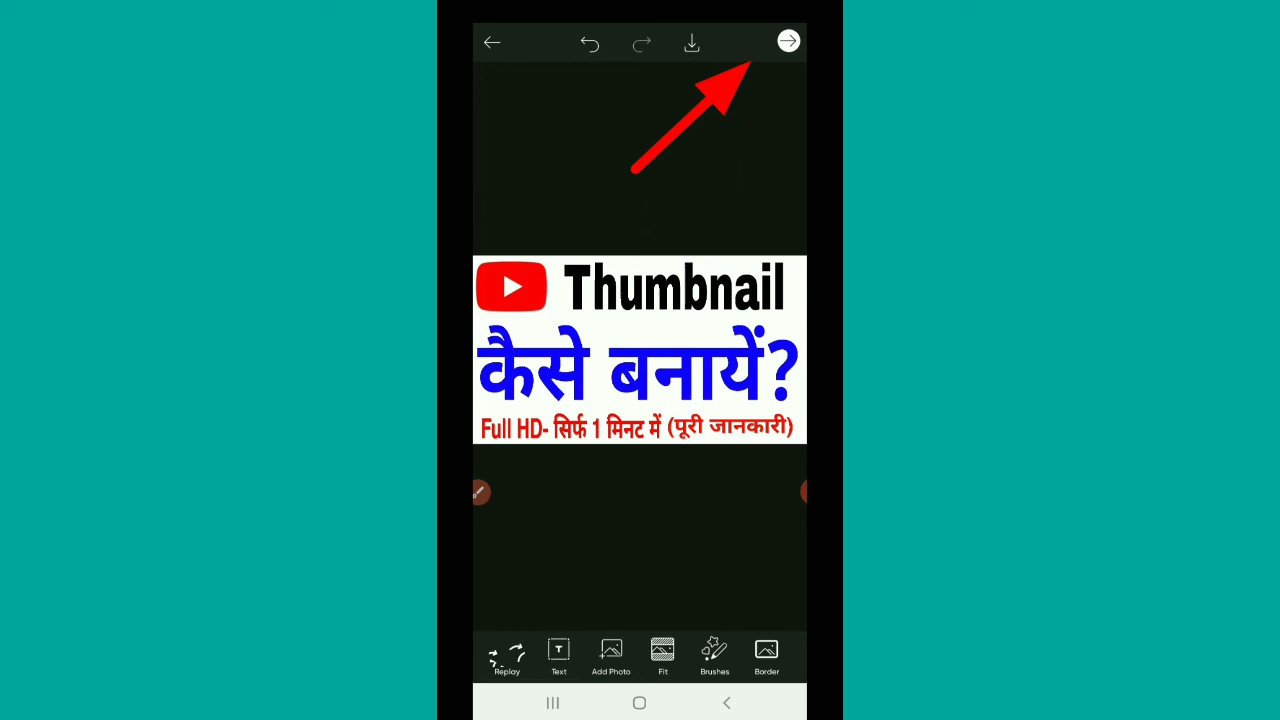 Thumbnail
कैसे बनायें?
Full HD- सिर्फ 1 मिनट में (पूरी जानकारी)
Replay Text Add Photo Fit Brushes Border